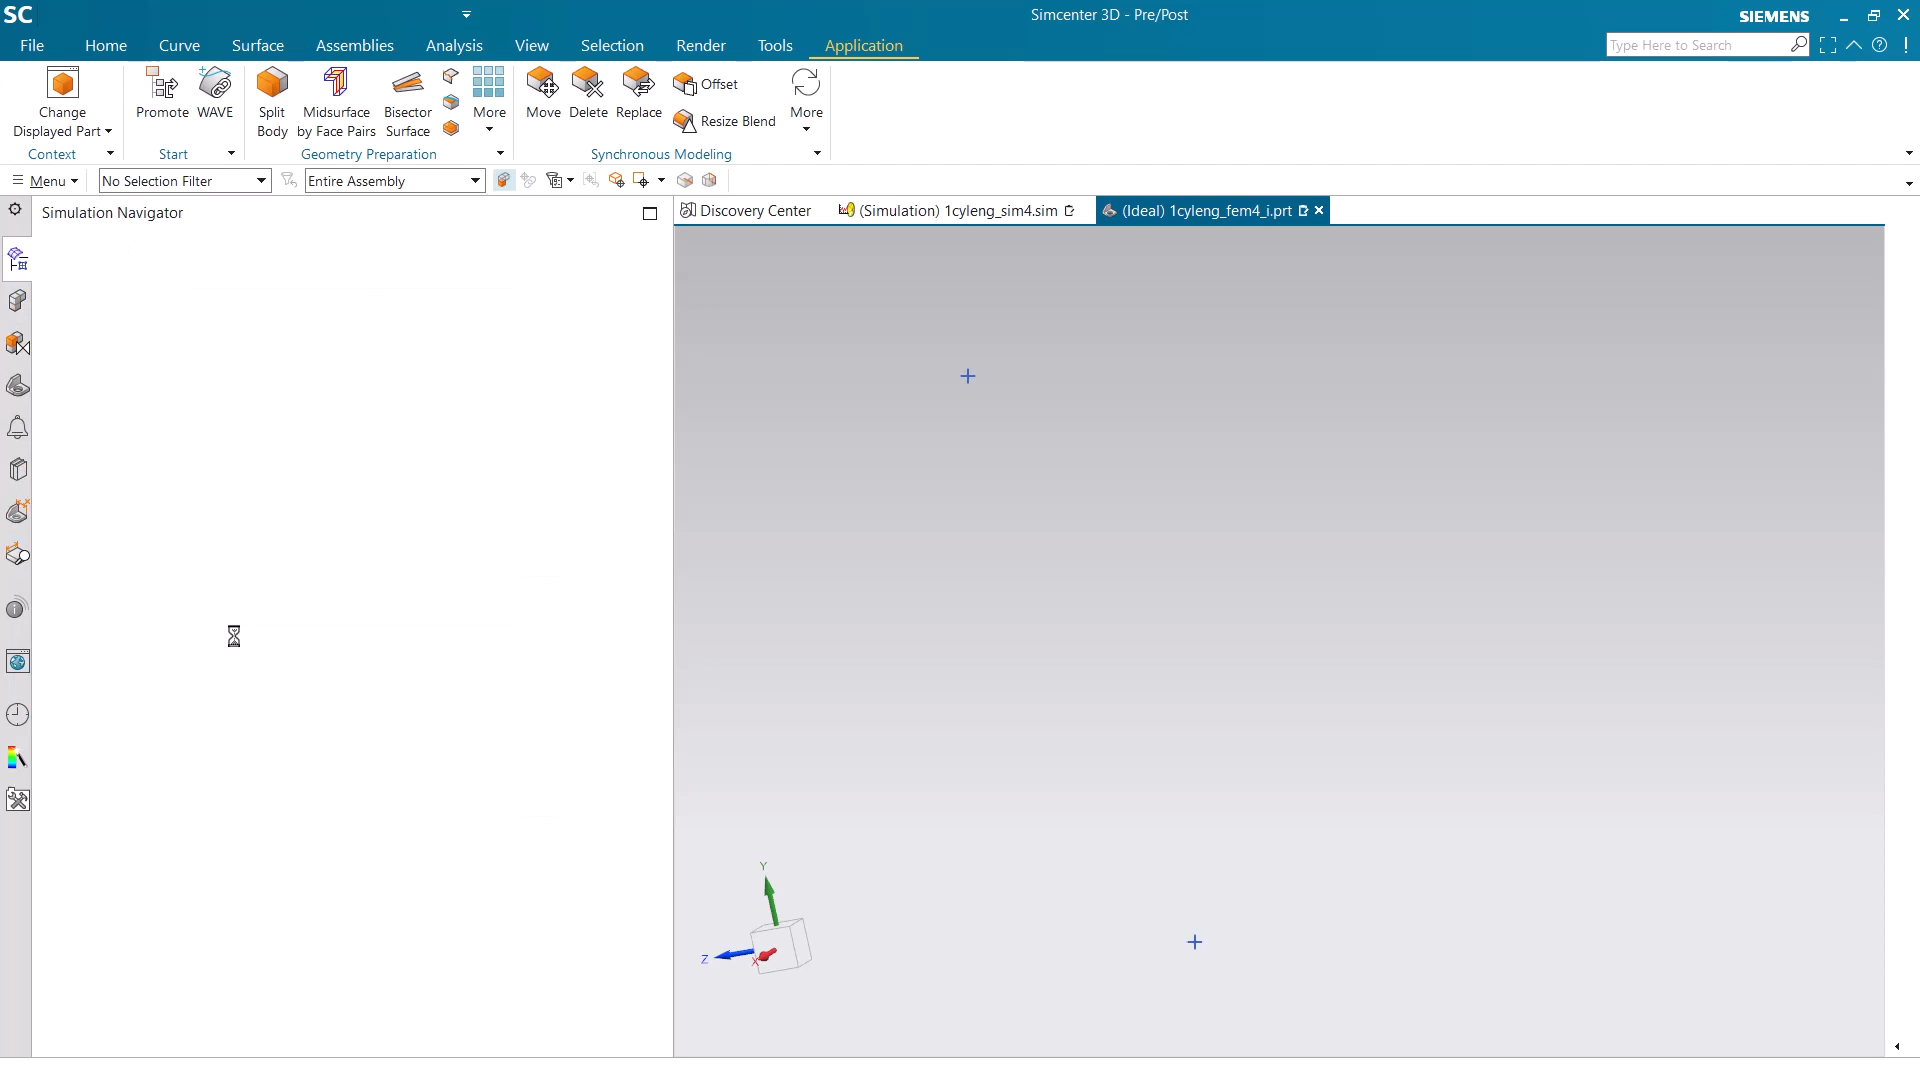 SC
Simcenter 3D - Pre/Post
SIEMENS
File
Home
Curve
Surface
Assemblies
Analysis
View
Selection
Render
Tools
Application
Type Here to Search
Change
Displayed Part
Promote
WAVE
Split
Body
Midsurface
by Face Pairs
Bisector
Surface
More
Move
Delete
Replace
Offset
Resize Blend
More
Context
Start
Geometry Preparation
Synchronous Modeling
Menu
No Selection Filter
Entire Assembly
Simulation Navigator
Discovery Center
(Simulation) 1cyleng_sim4.sim
(Ideal) 1cyleng_fem4_i.prt
Y
Z
X